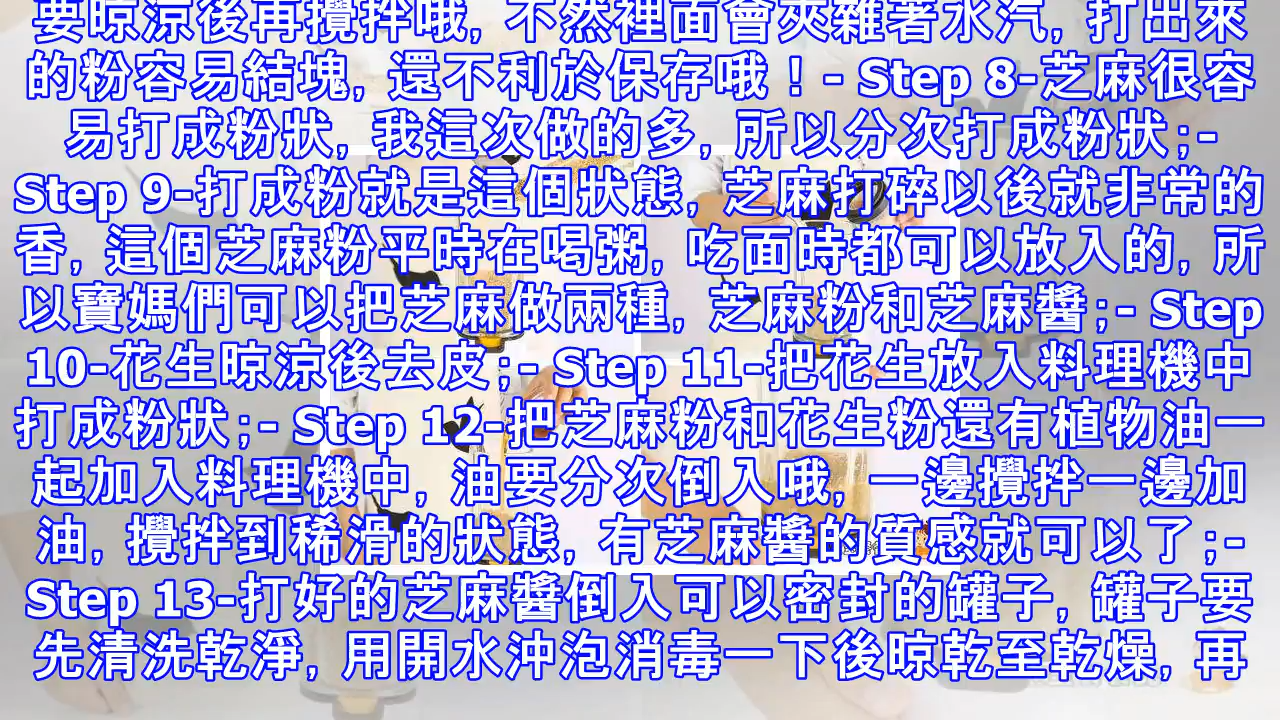 要晾涼後再攪拌哦, 不然裡面會夾雜著水汽, 打出來
的粉容易結塊, 還不利於保存哦！- Step 8-芝麻很容
易打成粉狀, 我這次做的多, 所以分次打成粉狀;-
Step 9-打成粉就是這個狀態, 芝麻打碎以後就非常的
香, 這個芝麻粉平時在喝粥, 吃面時都可以放入的, 所
以寶媽們可以把芝麻做兩種, 芝麻粉和芝麻醬;- Step
10-花生晾涼後去皮;- Step 11-把花生放入料理機中
打成粉狀;- Step 12-把芝麻粉和花生粉還有植物油一
起加入料理機中, 油要分次倒入哦, 一邊攪拌一邊加
油, 攪拌到稀滑的狀態, 有芝麻醬的質感就可以了;-
Step 13-打好的芝麻醬倒入可以密封的罐子, 罐子要
先清洗乾淨, 用開水沖泡消毒一下後晾乾至乾燥, 再